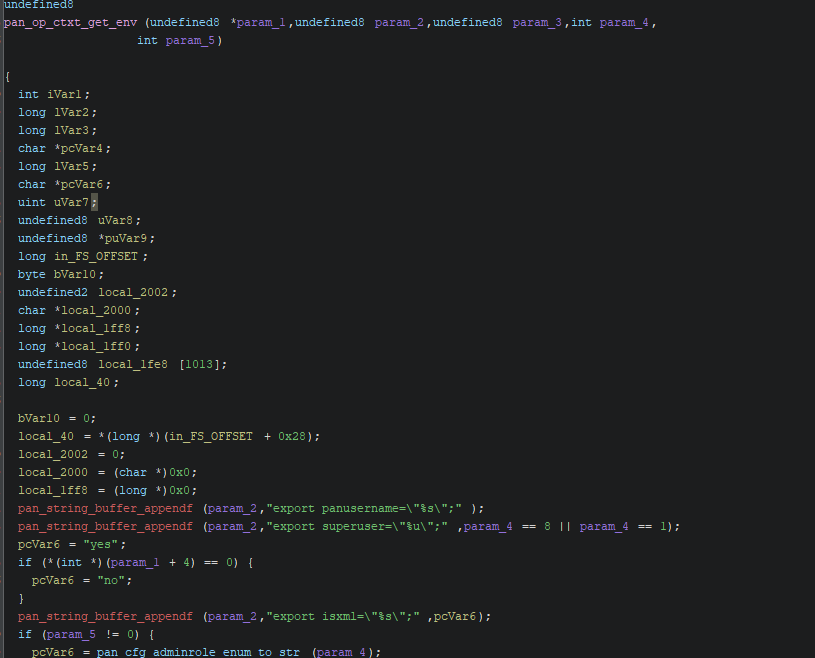 undefined8
pan_op_ctxt_get_env (undefined8 *param_1,undefined8 param_2,undefined8 param_3,int param_4,
int param_5)
{
int iVar1;
long lVar2;
long lVar3;
char *pcVar4;
long lVar5;
char *pcVar6;
uint uVar7;
undefined8 uVar8;
undefined8 *puVar9;
long in_FS_OFFSET;
byte bVar10;
undefined2 local_2002;
char *local_2000;
long *local_1ff8;
long *local_1ff0;
undefined8 local_1fe8 [1013];
long local_40;
bVar10 = 0;
local_40 = *(long *)(in_FS_OFFSET + 0x28);
local_2002 = 0;
local_2000 = (char *)0x0;
local_1ff8 = (long *)0x0;
pan_string_buffer_appendf (param_2,"export panusername=\"%s\";" );
pan_string_buffer_appendf (param_2,"export superuser=\"%u\";" ,param_4 == 8 || param_4 == 1);
pcVar6 = "yes";
if (*(int *)(param_1 + 4) == 0) {
pcVar6 = "no";
}
pan_string_buffer_appendf (param_2,"export isxml=\"%s\";" ,pcVar6);
if (param_5 != 0) {
pcVar6 = pan_cfg_adminrole_enum_to_str (param_4);